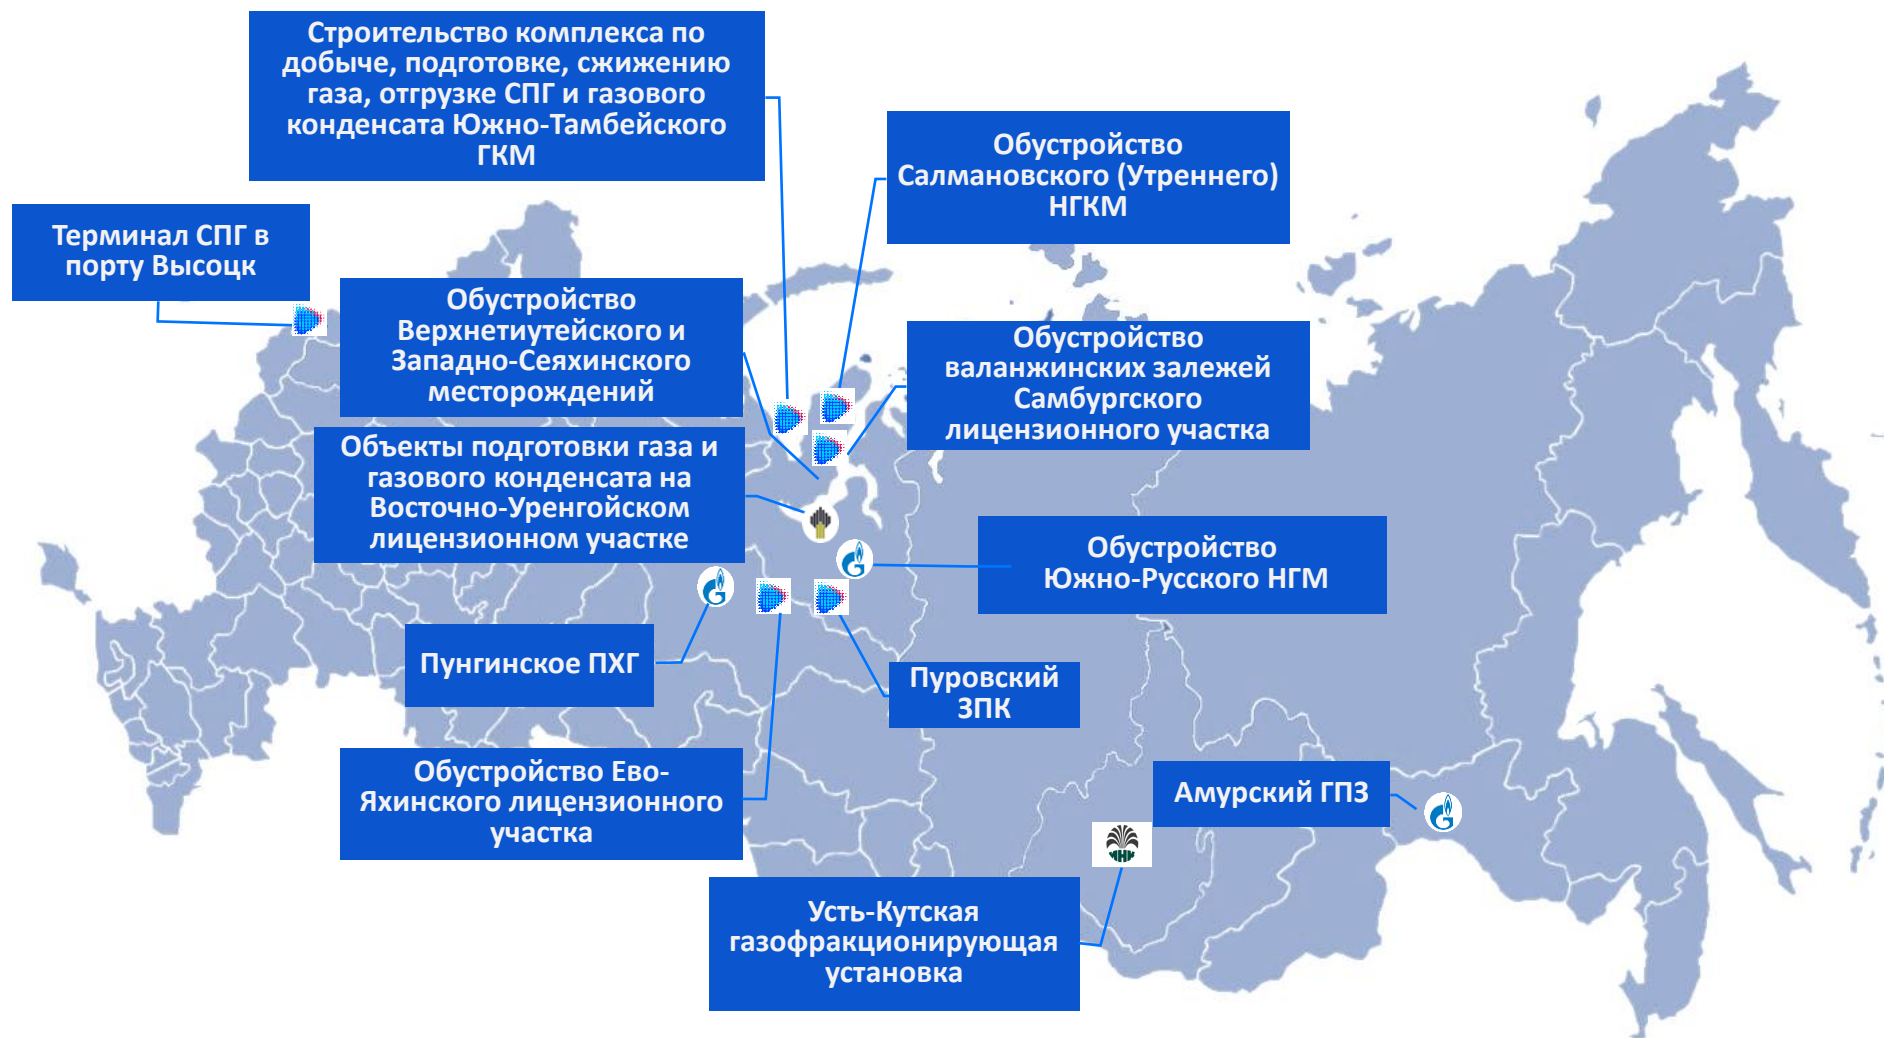 Строительство комплекса по
добыче, подготовке, сжижению
газа, отгрузке СПГ и газового
конденсата Южно-Тамбейского
ГКМ
Обустройство
Салмановского (Утреннего)
НГКМ
Терминал СПГ в
порту Высоцк
Обустройство
Верхнетиутейского и
Западно-Сеяхинского
месторождений
Обустройство
валанжинских залежей
Самбургского
лицензионного участка
Объекты подготовки газа и
газового конденсата на
Восточно-Уренгойском
лицензионном участке
Обустройство
Южно-Русского НГМ
Пунгинское ПХГ
Пуровский
ЗПК
Обустройство Ево-
Яхинского лицензионного
участка
Амурский ГПЗ
ИНК
Усть-Кутская
газофракционирующая
установка